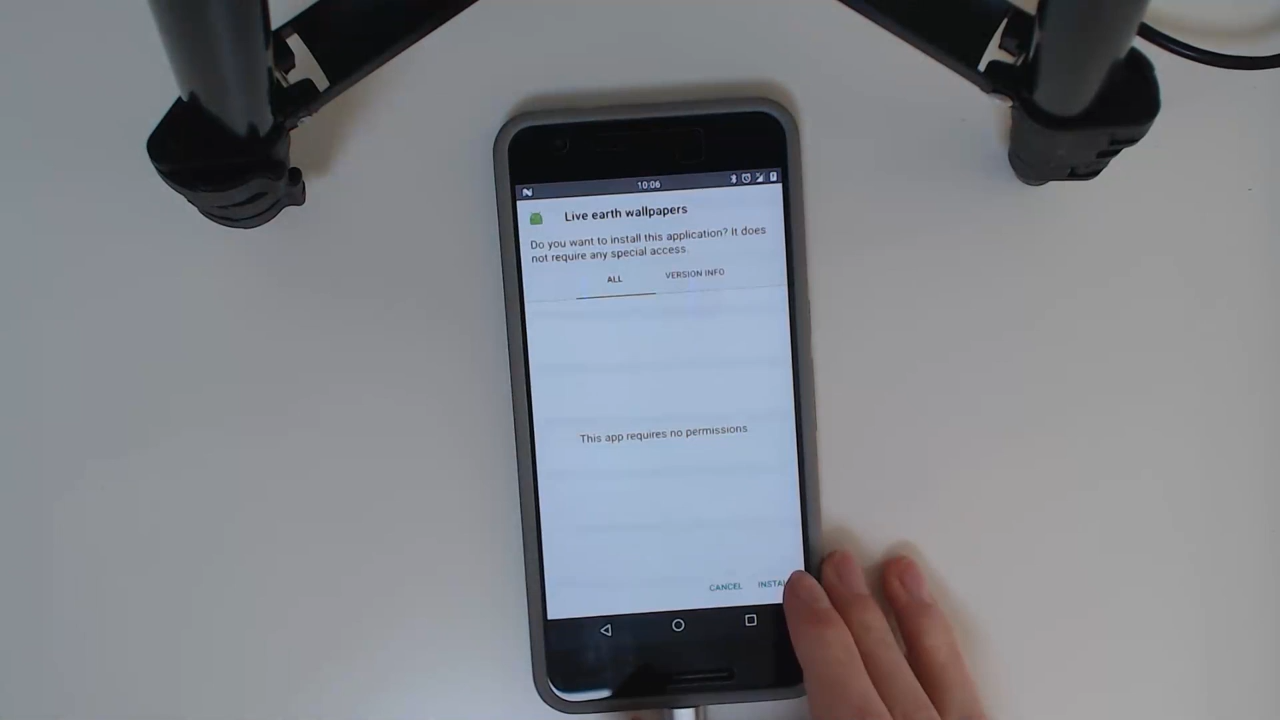 10:06
Live earth wallpapers
Do you want to install this application? It does
not require any special access.
ALL
VERSION INFO
This app requires no permissions
CANCEL
INSTAL